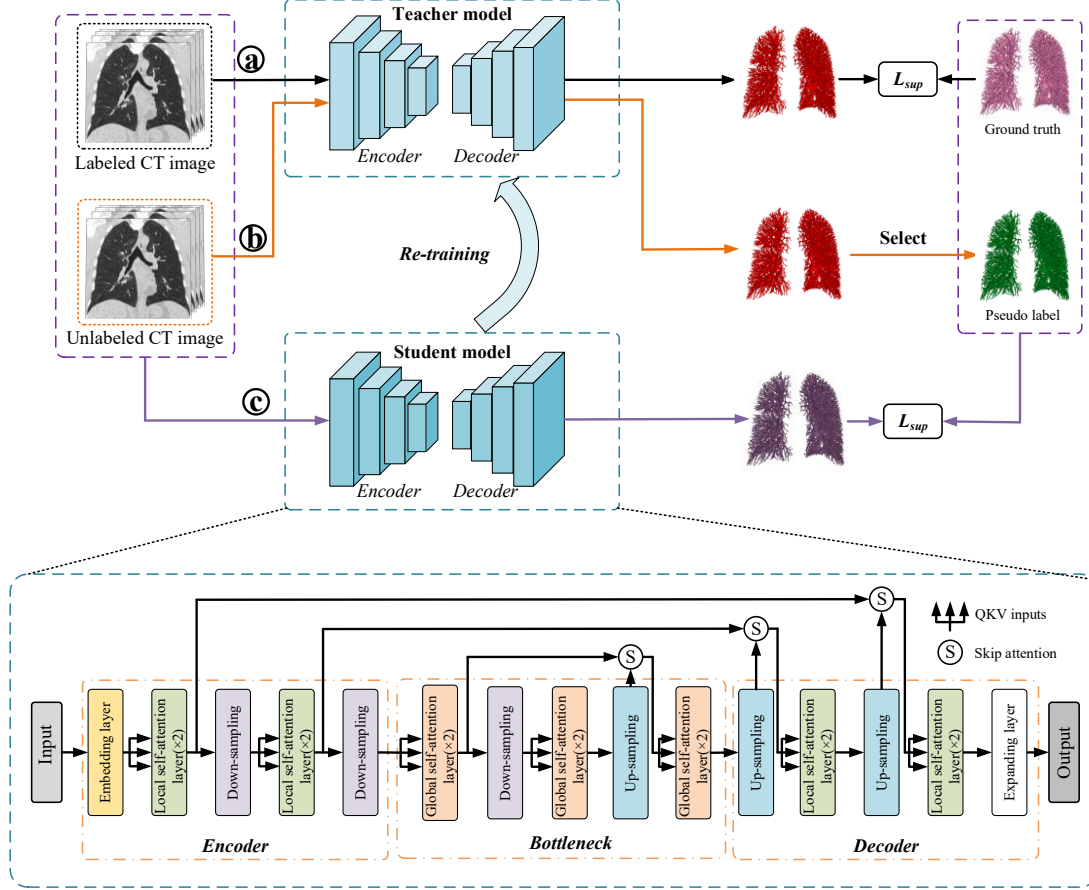 Teacher model
a
Labeled CT image
Encoder
Decoder
L_sup
Ground truth
b
Unlabeled CT image
Re-training
Select
Pseudo label
Student model
c
Encoder
Decoder
L_sup
QKV inputs
S
Skip attention
S
S
S
Input
Embedding layer
Local self-attention
layer(×2)
Down-sampling
Local self-attention
layer(×2)
Down-sampling
Global self-attention
layer(×2)
Down-sampling
Global self-attention
layer(×2)
Up-sampling
Global self-attention
layer(×2)
Up-sampling
Local self-attention
layer(×2)
Up-sampling
Local self-attention
layer(×2)
Expanding layer
Output
Encoder
Bottleneck
Decoder